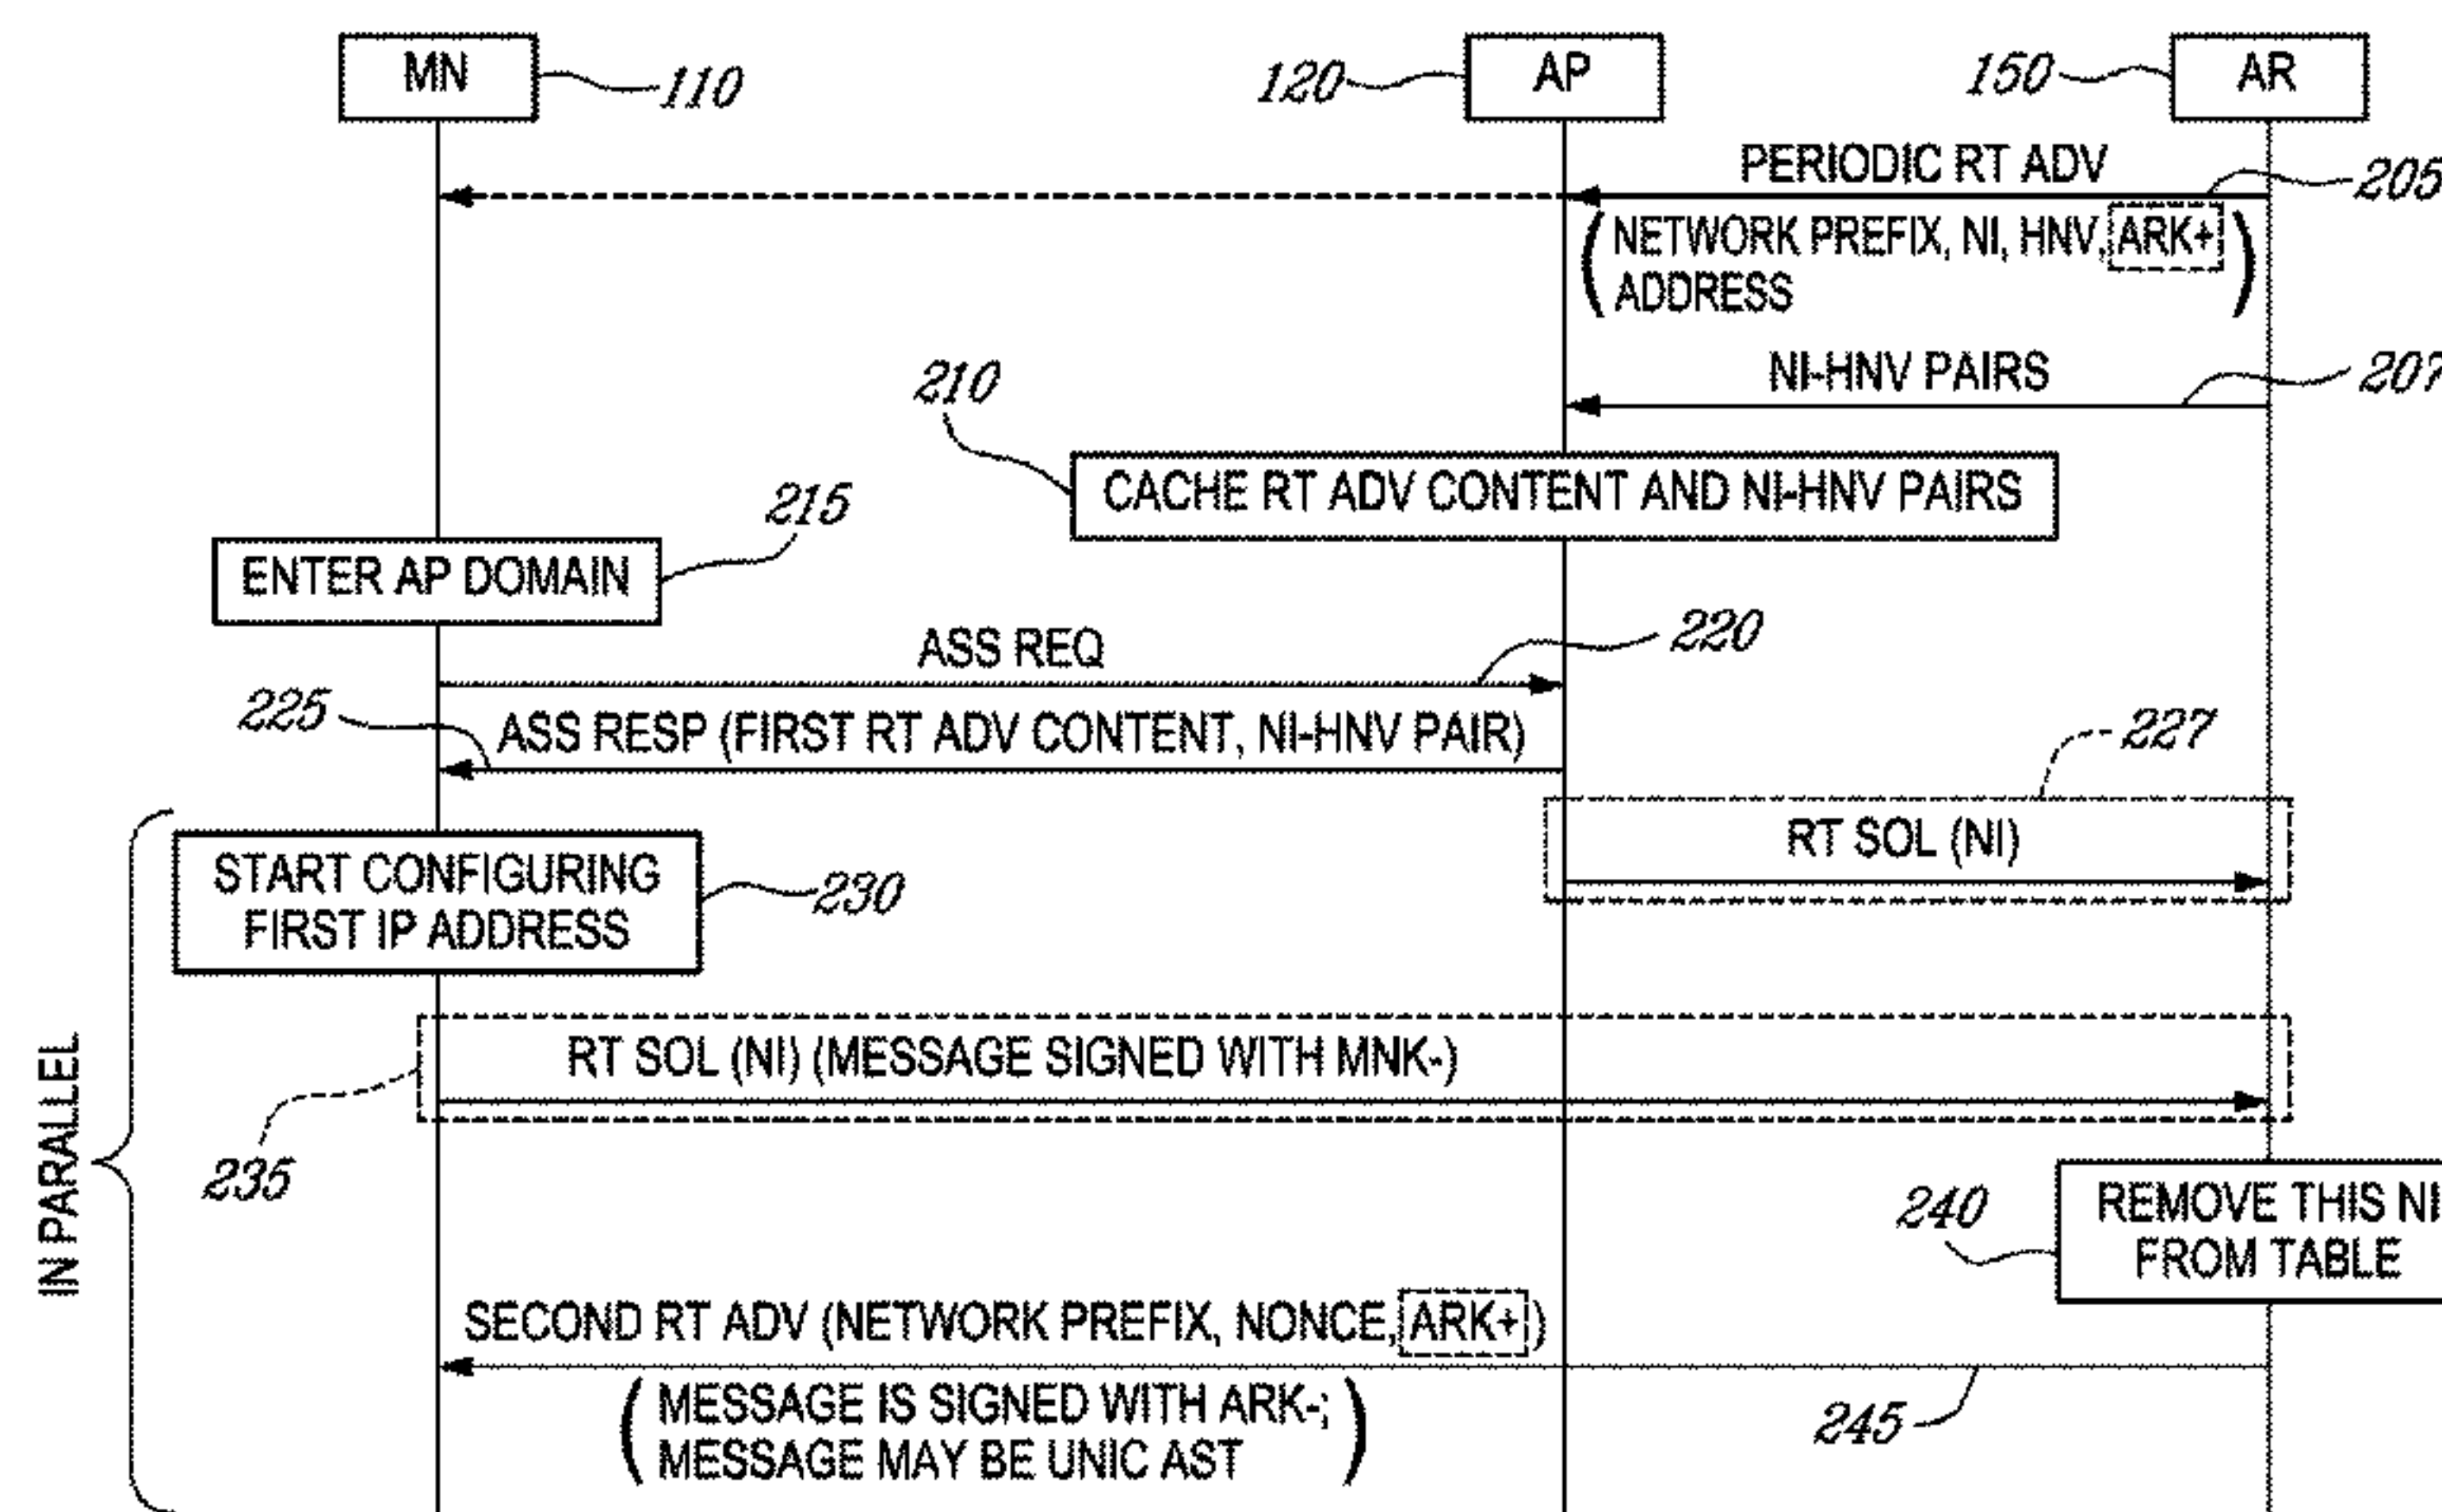 MN
110
120
AP
150
AR
PERIODIC RT ADV
205
( NETWORK PREFIX, NI, HNV, ARK+
ADDRESS )
NI-HNV PAIRS
207
210
CACHE RT ADV CONTENT AND NI-HNV PAIRS
215
ENTER AP DOMAIN
ASS REQ
220
225
ASS RESP (FIRST RT ADV CONTENT, NI-HNV PAIR)
227
RT SOL (NI)
START CONFIGURING
FIRST IP ADDRESS
230
IN PARALLEL
RT SOL (NI) (MESSAGE SIGNED WITH MNK-)
235
240
REMOVE THIS NI
FROM TABLE
SECOND RT ADV (NETWORK PREFIX, NONCE, ARK+)
( MESSAGE IS SIGNED WITH ARK-;
MESSAGE MAY BE UNIC AST )
245